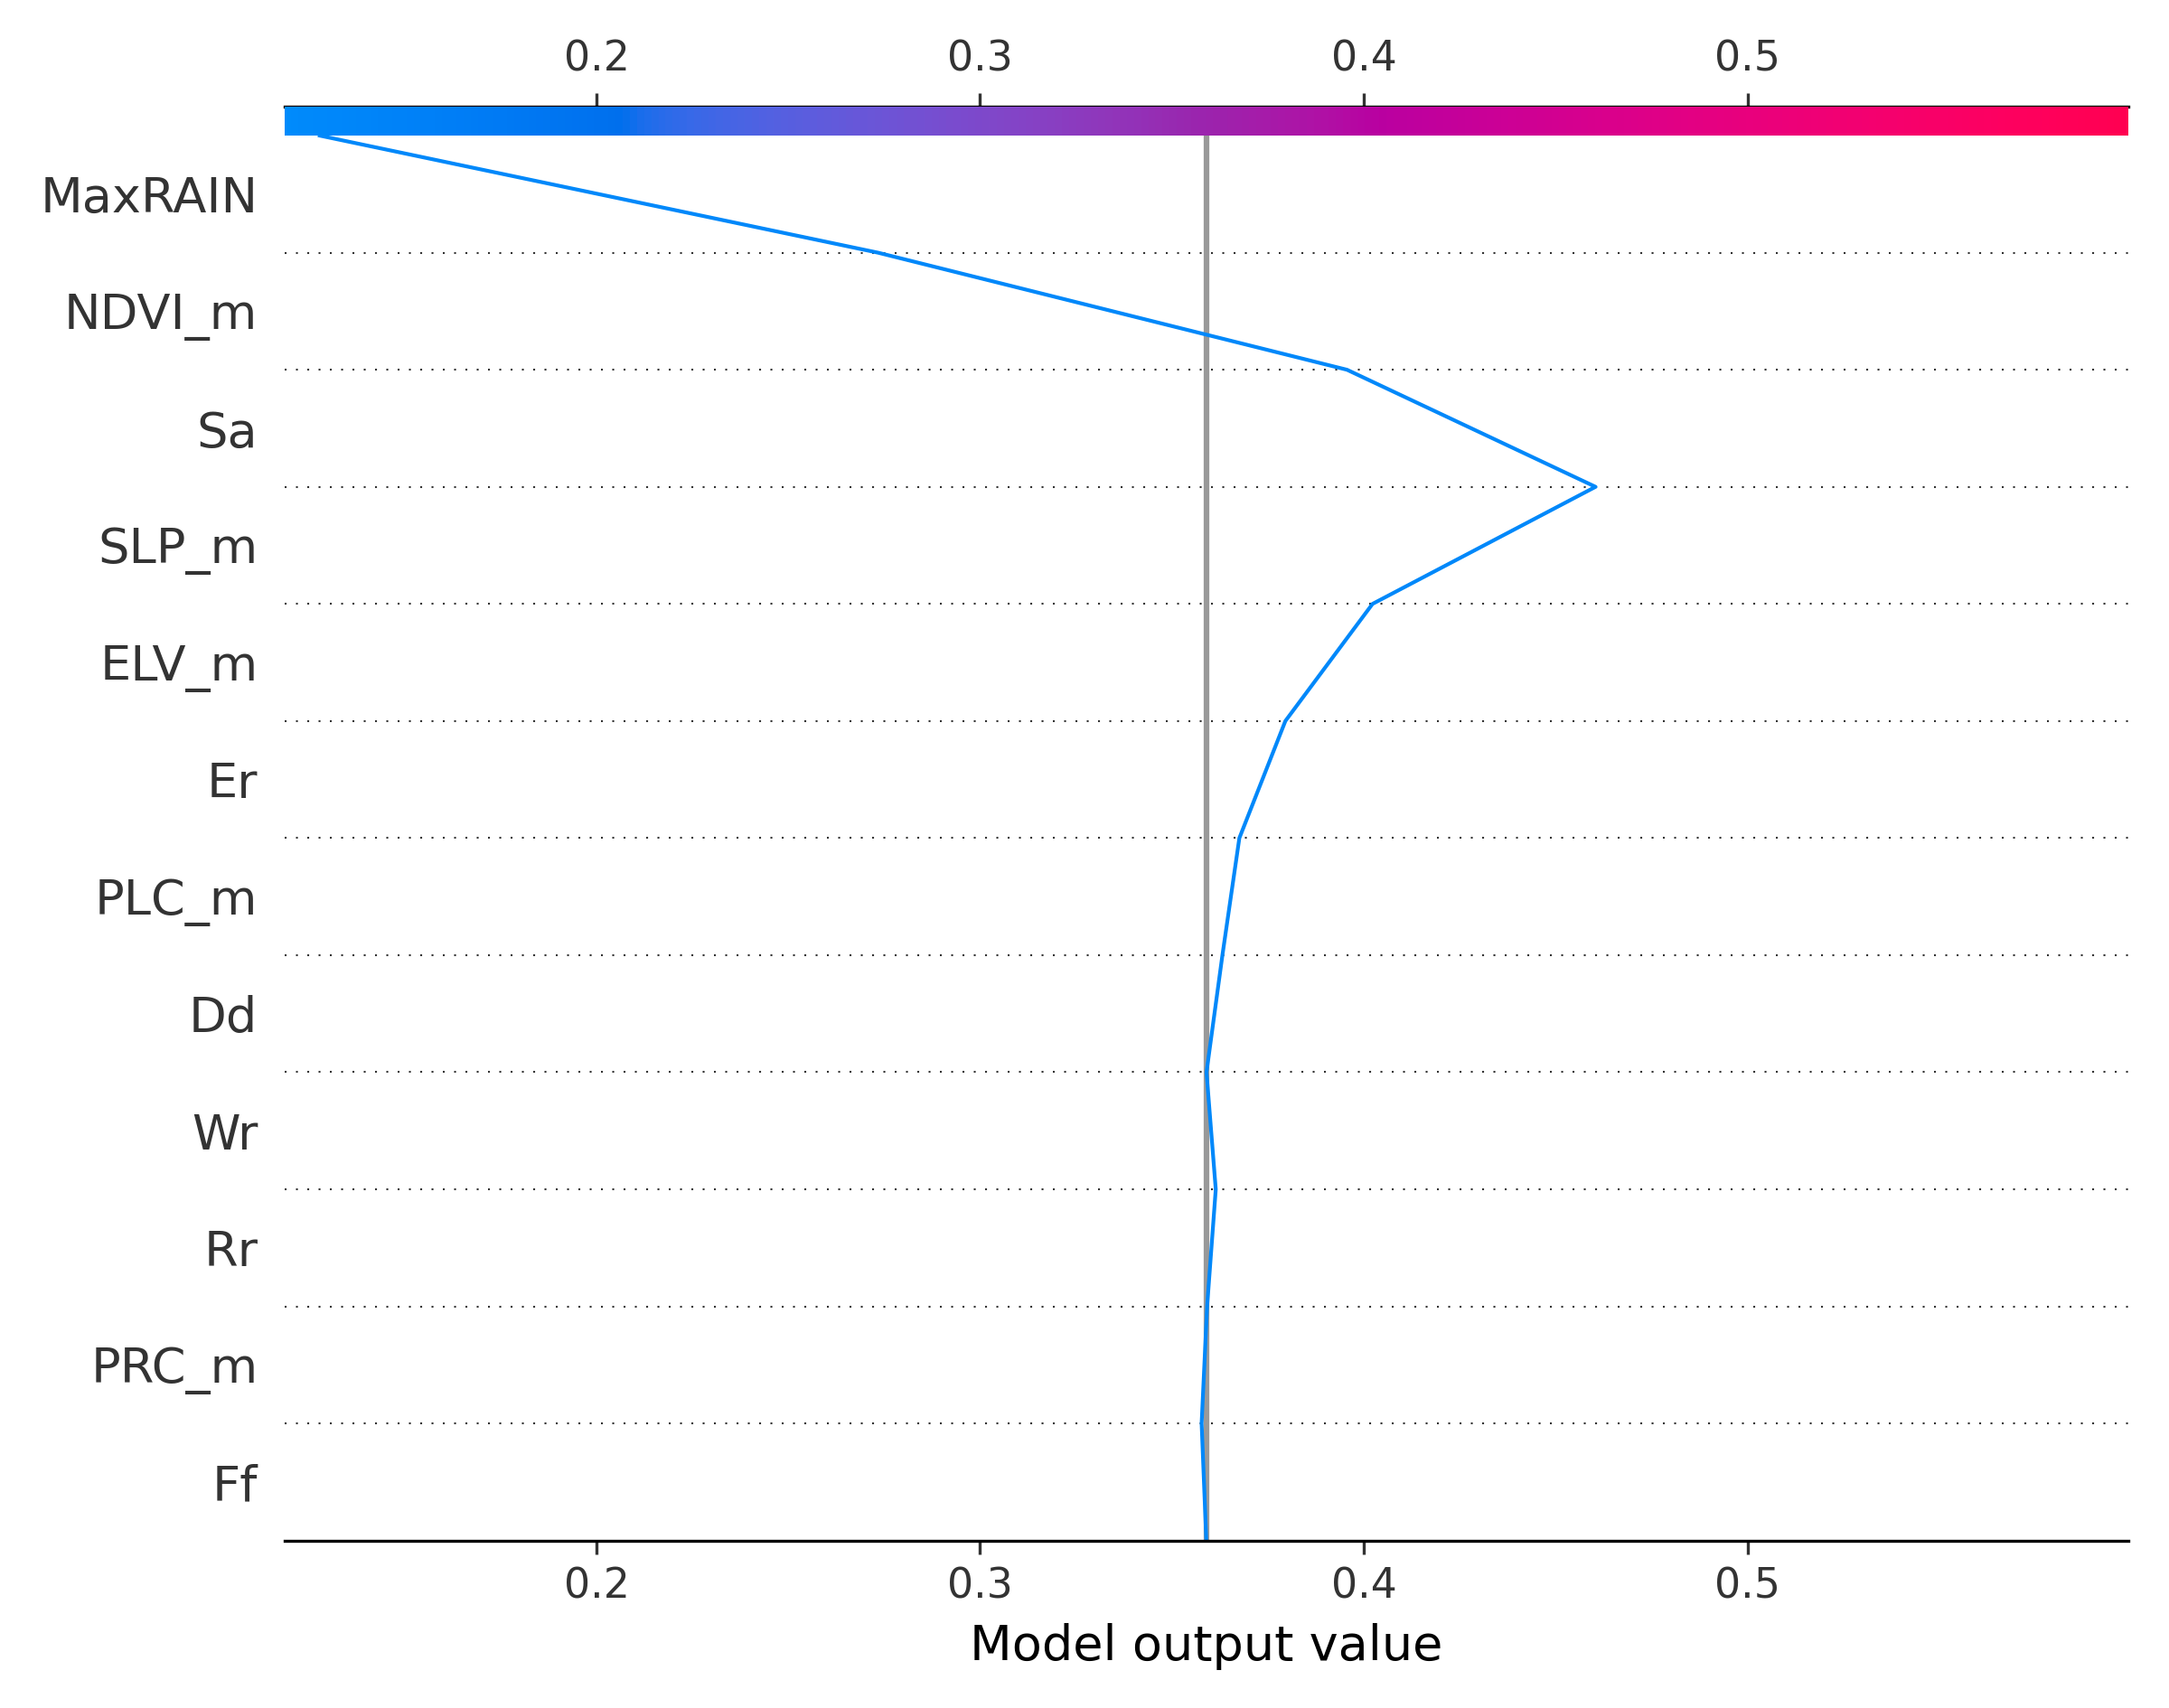 0.2 0.3 0.4 0.5
MaxRAIN
NDVI_m
Sa
SLP_m
ELV_m
Er
PLC_m
Dd
Wr
Rr
PRC_m
Ff
0.2 0.3 0.4 0.5
Model output value